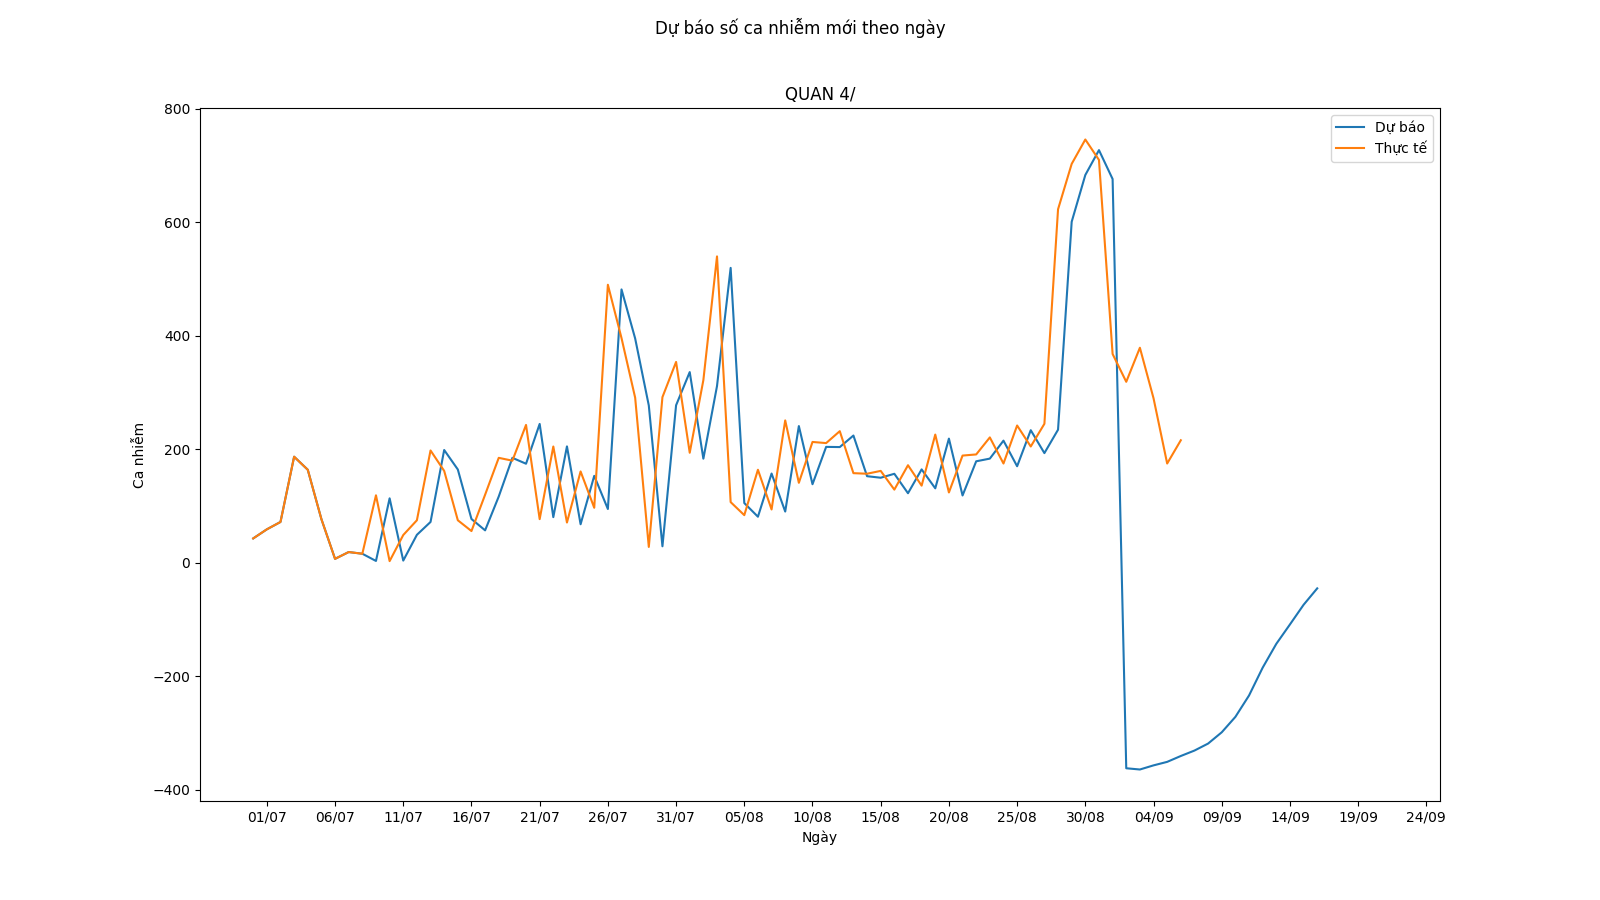 Dự báo số ca nhiễm mới theo ngày
QUAN 4/
800
600
400
200
0
−200
−400
Ca nhiễm
Dự báo
Thực tế
01/07 06/07 11/07 16/07 21/07 26/07 31/07 05/08 10/08 15/08 20/08 25/08 30/08 04/09 09/09 14/09 19/09 24/09
Ngày